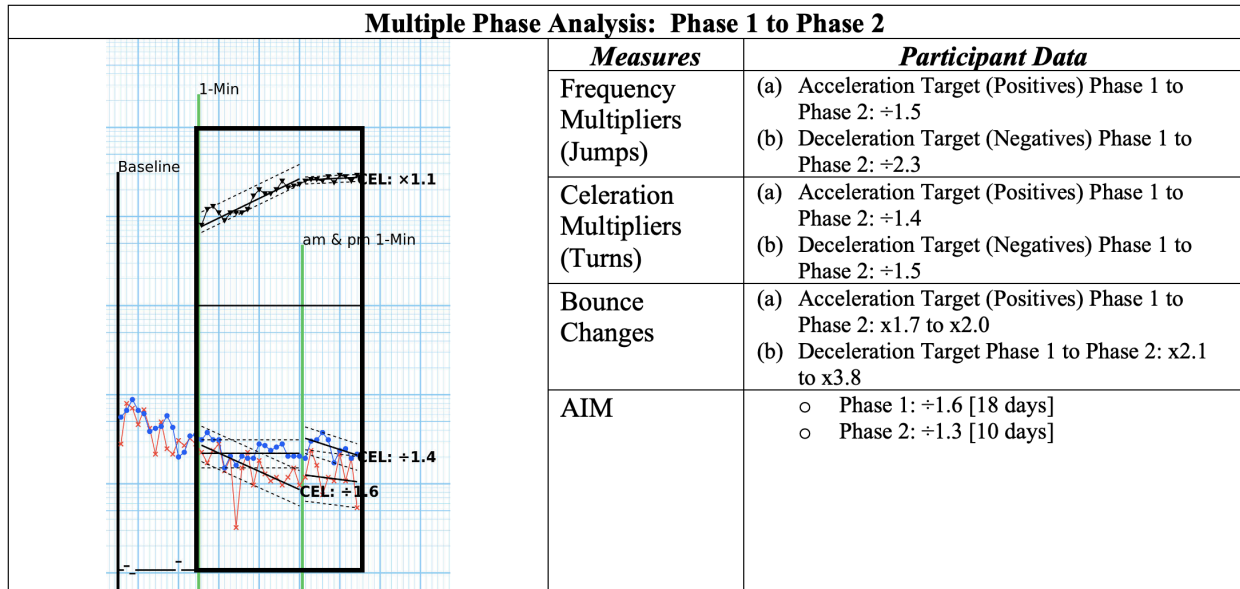 Multiple Phase Analysis: Phase 1 to Phase 2
Measures
Participant Data
1-Min
Baseline
CEL: ×1.1
am & pm 1-Min
CEL: ÷1.4
CEL: ÷1.6
Frequency
Multipliers
(Jumps)
(a) Acceleration Target (Positives) Phase 1 to
Phase 2: ÷1.5
(b) Deceleration Target (Negatives) Phase 1 to
Phase 2: ÷2.3
Celeration
Multipliers
(Turns)
(a) Acceleration Target (Positives) Phase 1 to
Phase 2: ÷1.4
(b) Deceleration Target (Negatives) Phase 1 to
Phase 2: ÷1.5
Bounce
Changes
(a) Acceleration Target (Positives) Phase 1 to
Phase 2: x1.7 to x2.0
(b) Deceleration Target Phase 1 to Phase 2: x2.1
to x3.8
AIM
o Phase 1: ÷1.6 [18 days]
o Phase 2: ÷1.3 [10 days]